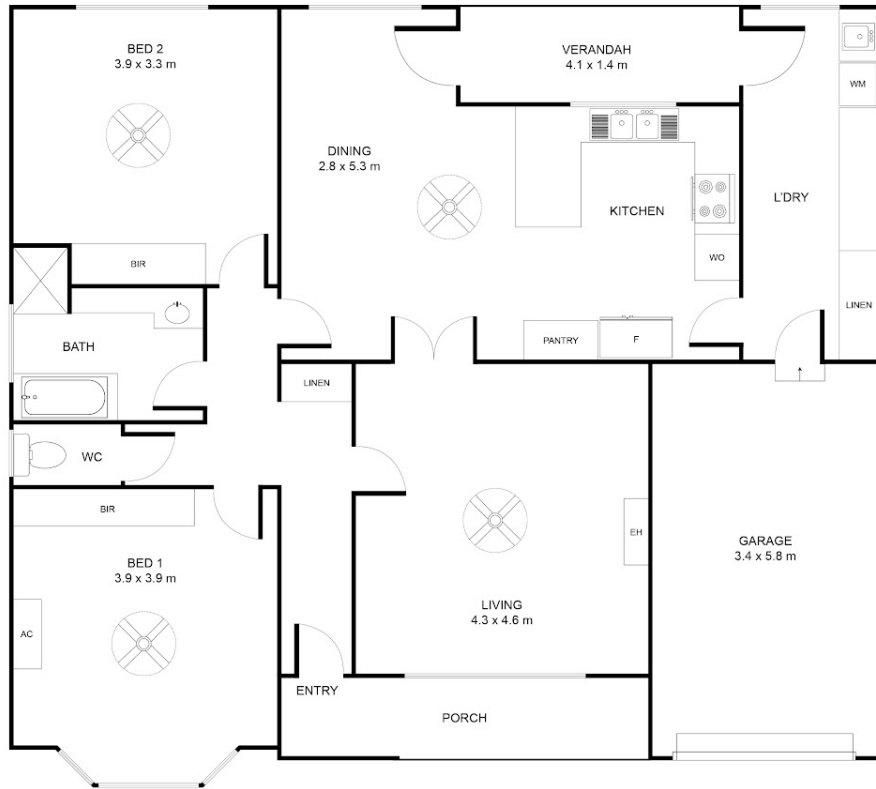 BED 2
3.9 x 3.3 m
VERANDAH
4.1 x 1.4 m
WM
DINING
2.8 x 5.3 m
KITCHEN
L'DRY
BIR
WO
LINEN
BATH
PANTRY
F
LINEN
WC
BIR
EH
GARAGE
3.4 x 5.8 m
BED 1
3.9 x 3.9 m
LIVING
4.3 x 4.6 m
AC
ENTRY
PORCH